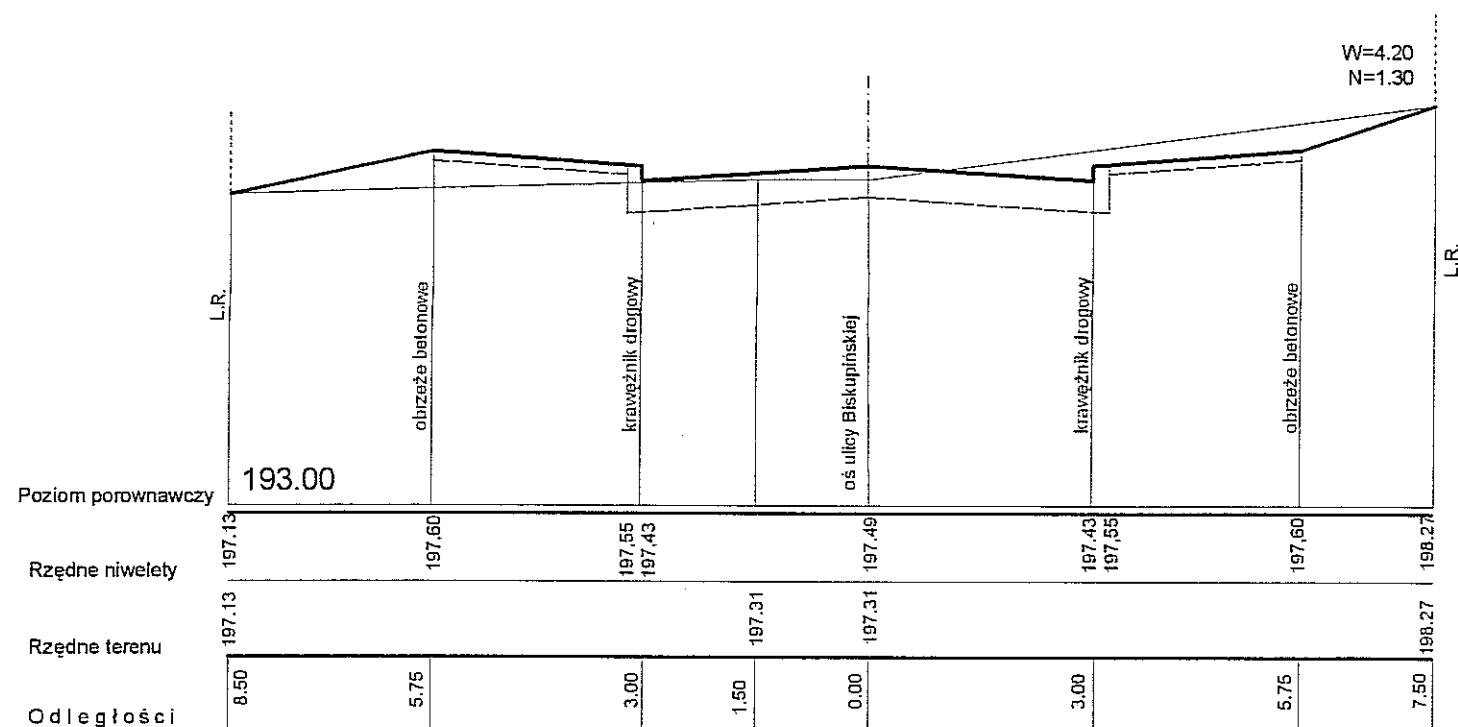 W=4.20
N=1.30
L.R.
obrzeże betonowe
krawężnik drogowy
oś ulicy Biskupińskiej
krawężnik drogowy
obrzeże betonowe
L.R.
193.00
Poziom porownawczy
197.13 197,60 197,55 197,43 197.49 197.43 197,55 197,60 198.27
Rzędne niwelety
197.13 197.31 197.31 198.27
Rzędne terenu
8.50 5.75 3.00 1.50 0.00 3.00 5.75 7.50
Odległości